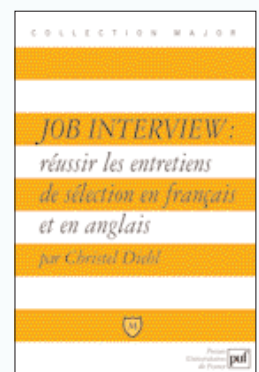 COLLECTION MAJOR
JOB INTERVIEW :
réussir les entretiens
de sélection en français
et en anglais
par Christel Diehl
M
Presses
Universitaires
de France
puf